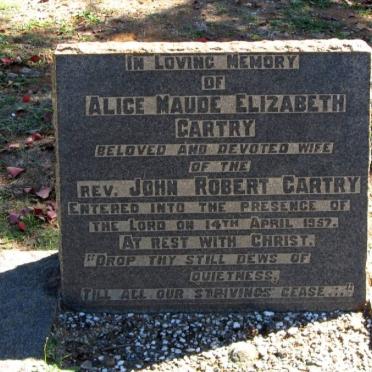 IN LOVING MEMORY
OF
ALICE MAUDE ELIZABETH
CARTRY
BELOVED AND DEVOTED WIFE
OF THE
REV. JOHN ROBERT CARTRY
ENTERED INTO THE PRESENCE OF
THE LORD ON 14TH APRIL 1957.
AT REST WITH CHRIST.
"DROP THY STILL DEWS OF
QUIETNESS,
TILL ALL OUR STRIVINGS CEASE..."